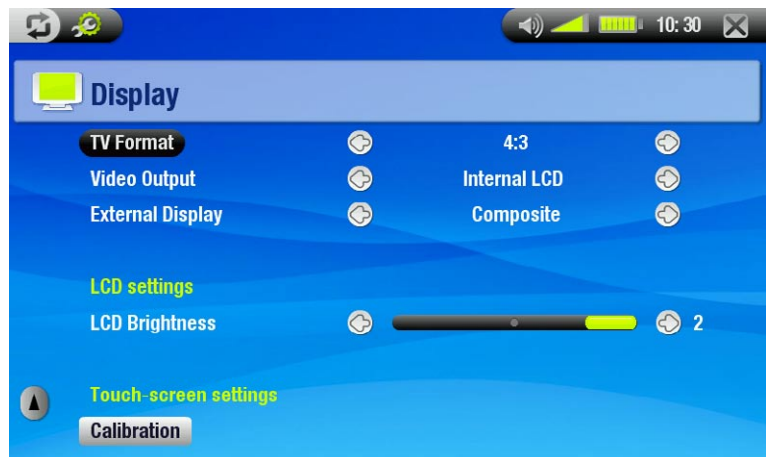 10: 30
Display
TV Format 4:3
Video Output Internal LCD
External Display Composite
LCD settings
LCD Brightness 2
Touch-screen settings
Calibration